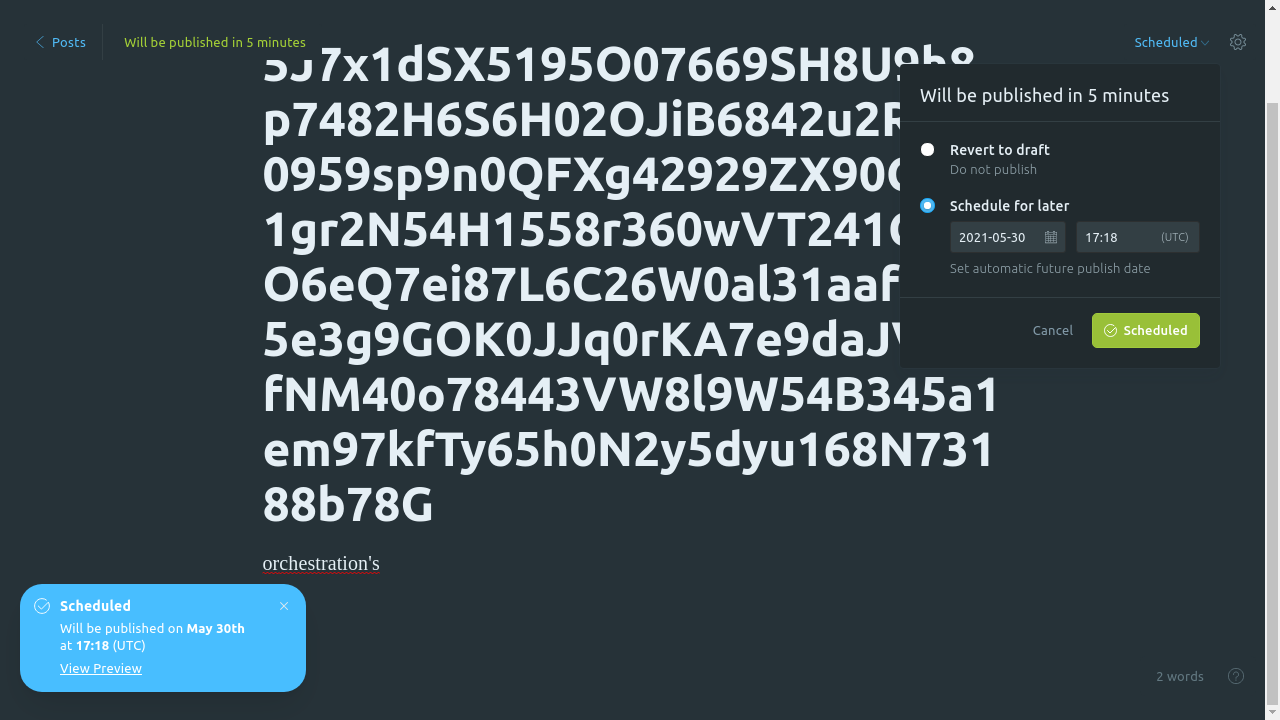 Posts
Will be published in 5 minutes
Scheduled
5J7x1dSX5195O07669SH8U9b8
p7482H6S6H02OJiB6842u2
0959sp9n0QFXg42929ZX90
1gr2N54H1558r360wVT241
O6eQ7ei87L6C26W0al31aaf
5e3g9GOK0JJq0rKA7e9daJ
fNM40o78443VW8l9W54B345a1
em97kfTy65h0N2y5dyu168N731
88b78G
orchestration's
Will be published in 5 minutes
Revert to draft
Do not publish
Schedule for later
2021-05-30
17:18 (UTC)
Set automatic future publish date
Cancel
Scheduled
Scheduled
Will be published on May 30th
at 17:18 (UTC)
View Preview
2 words